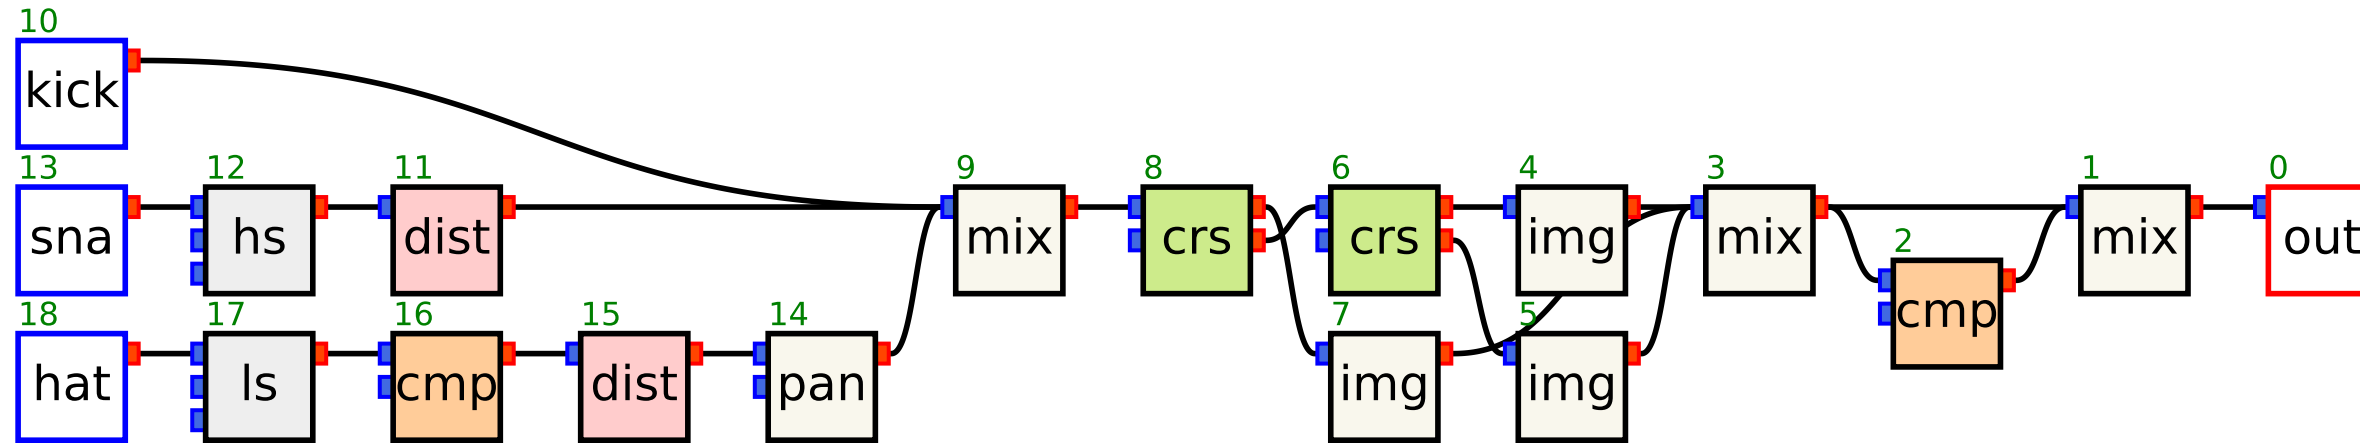 10
kick
13
sna
12
hs
11
dist
9
mix
8
crs
6
crs
4
img
3
mix
2
cmp
1
mix
0
out
18
hat
17
ls
16
cmp
15
dist
14
pan
7
img
5
img